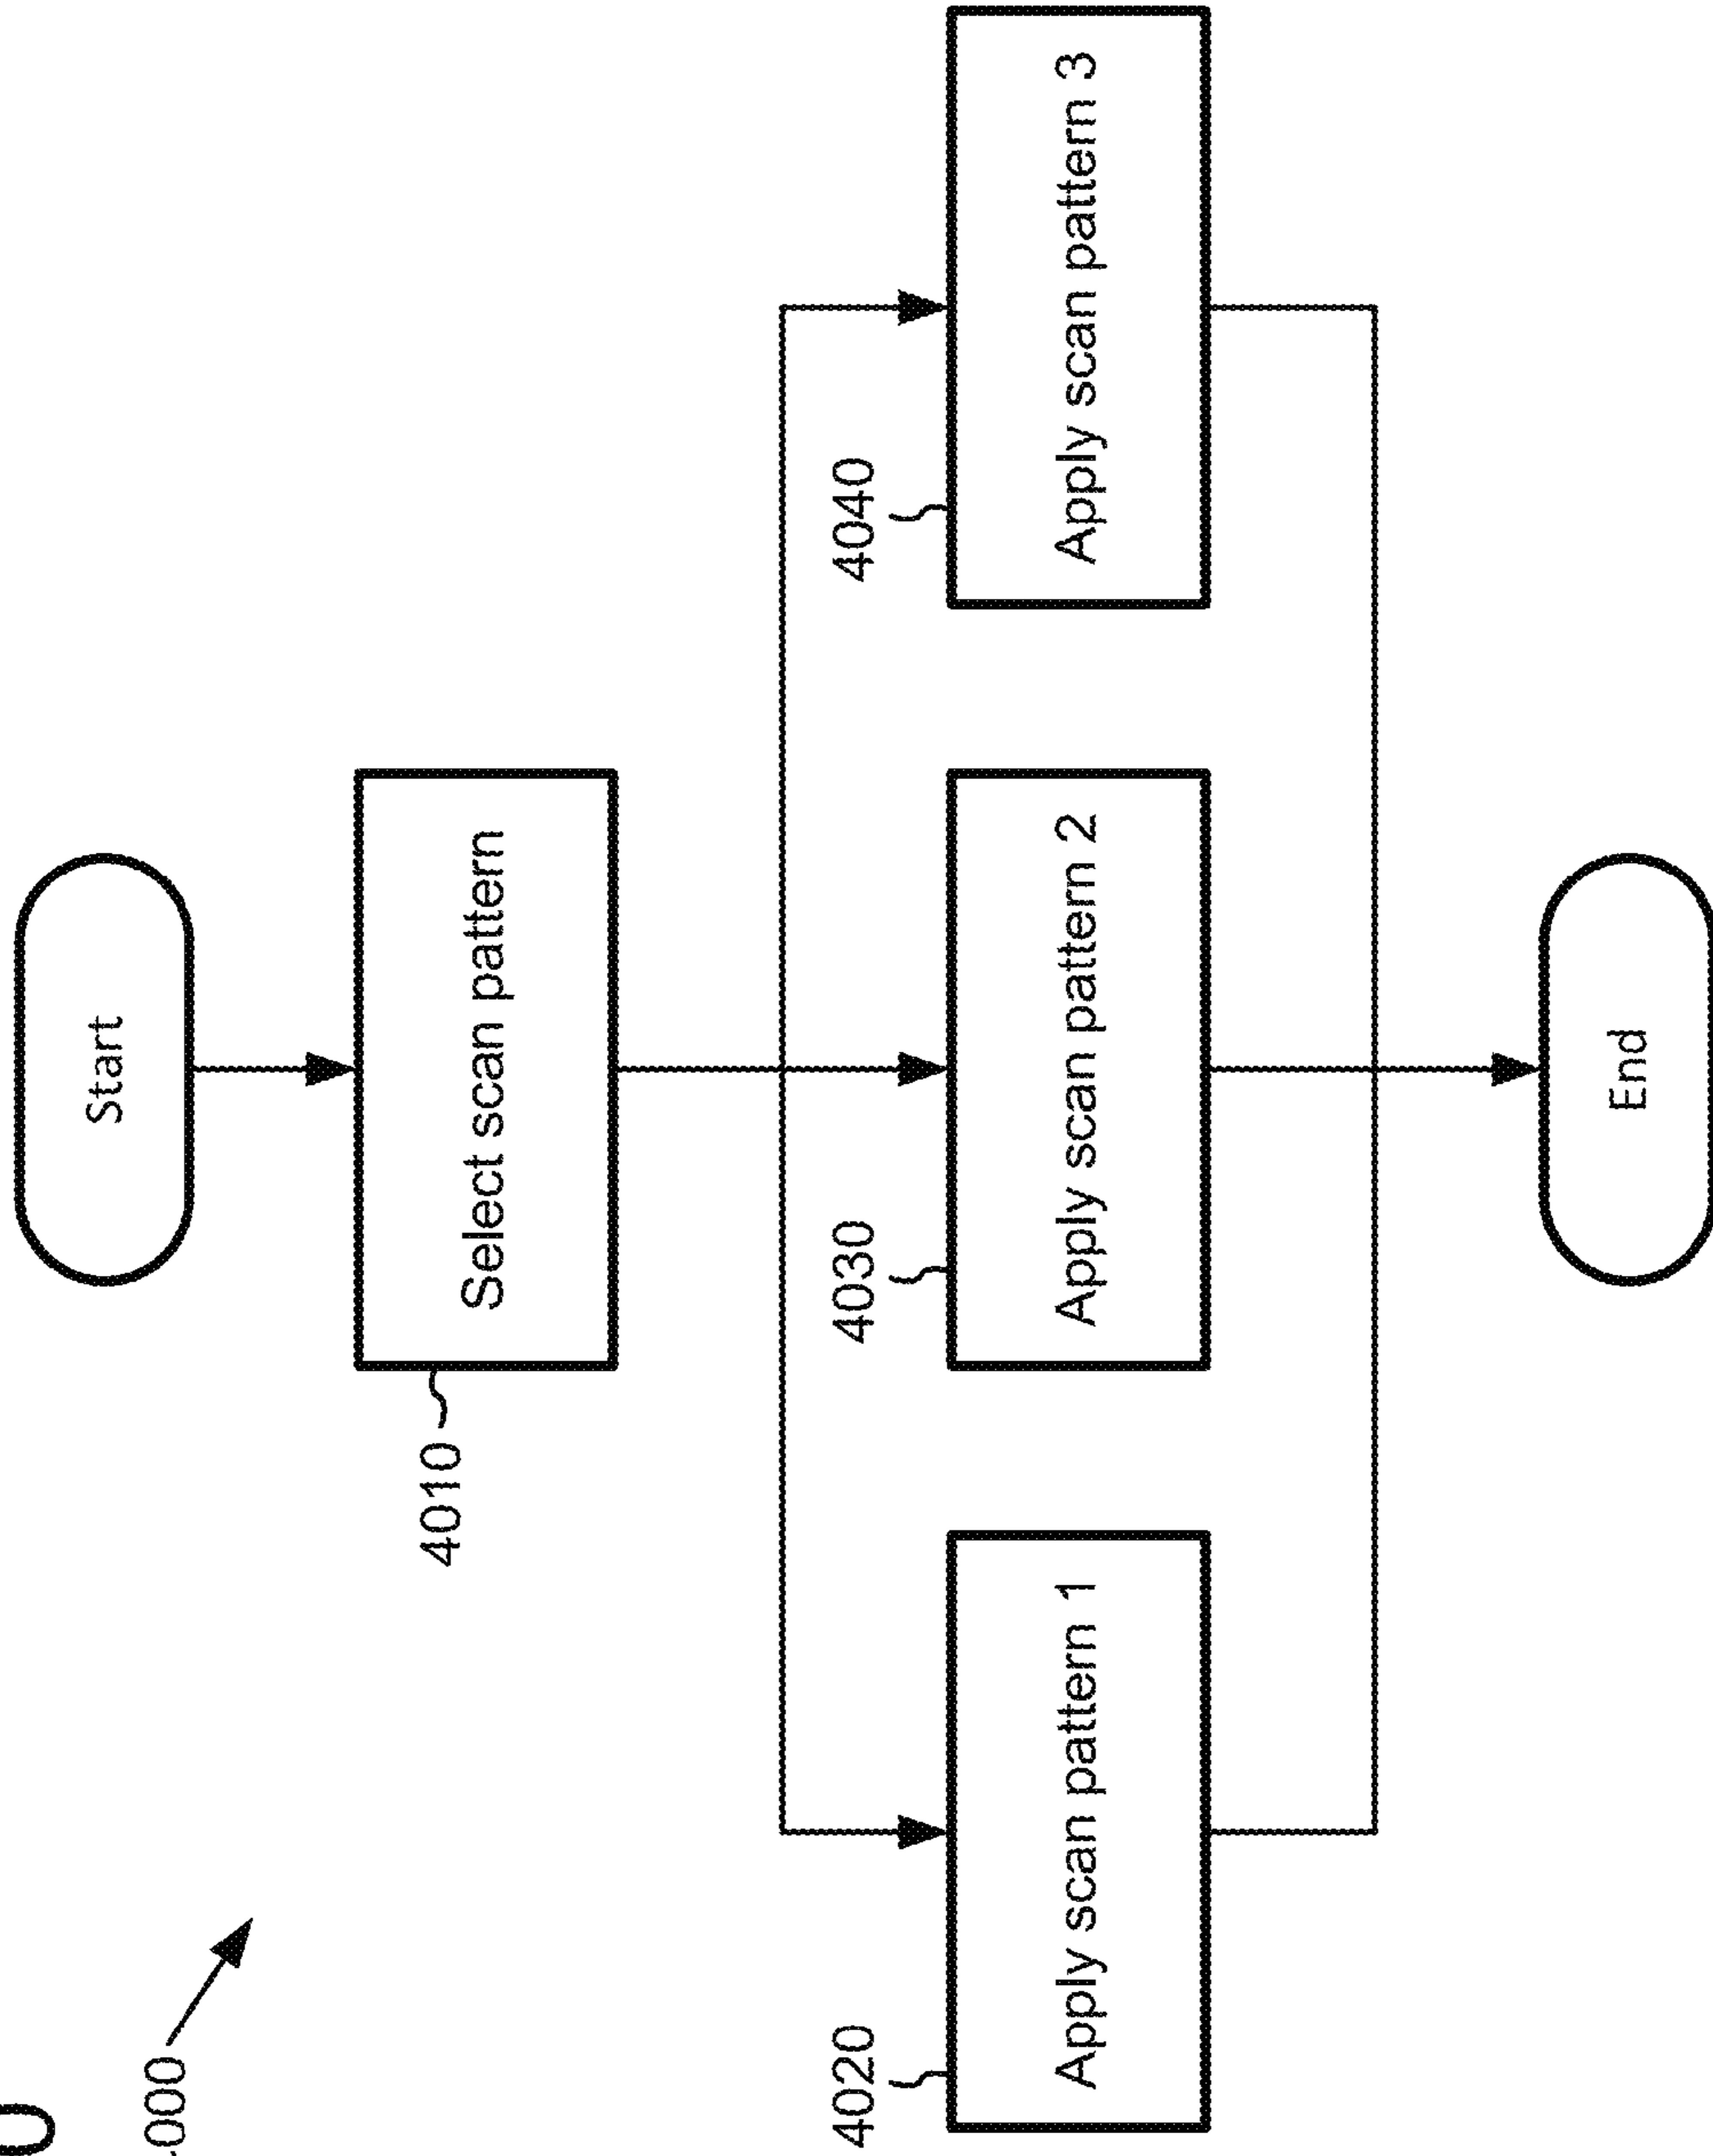 000
Start
4010
Select scan pattern
4020
Apply scan pattern 1
4030
Apply scan pattern 2
4040
Apply scan pattern 3
End